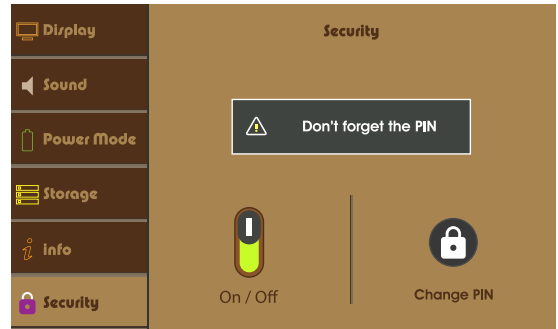 Display
Sound
Power Mode
Storage
info
Security
Security
Don't forget the PIN
On / Off
Change PIN